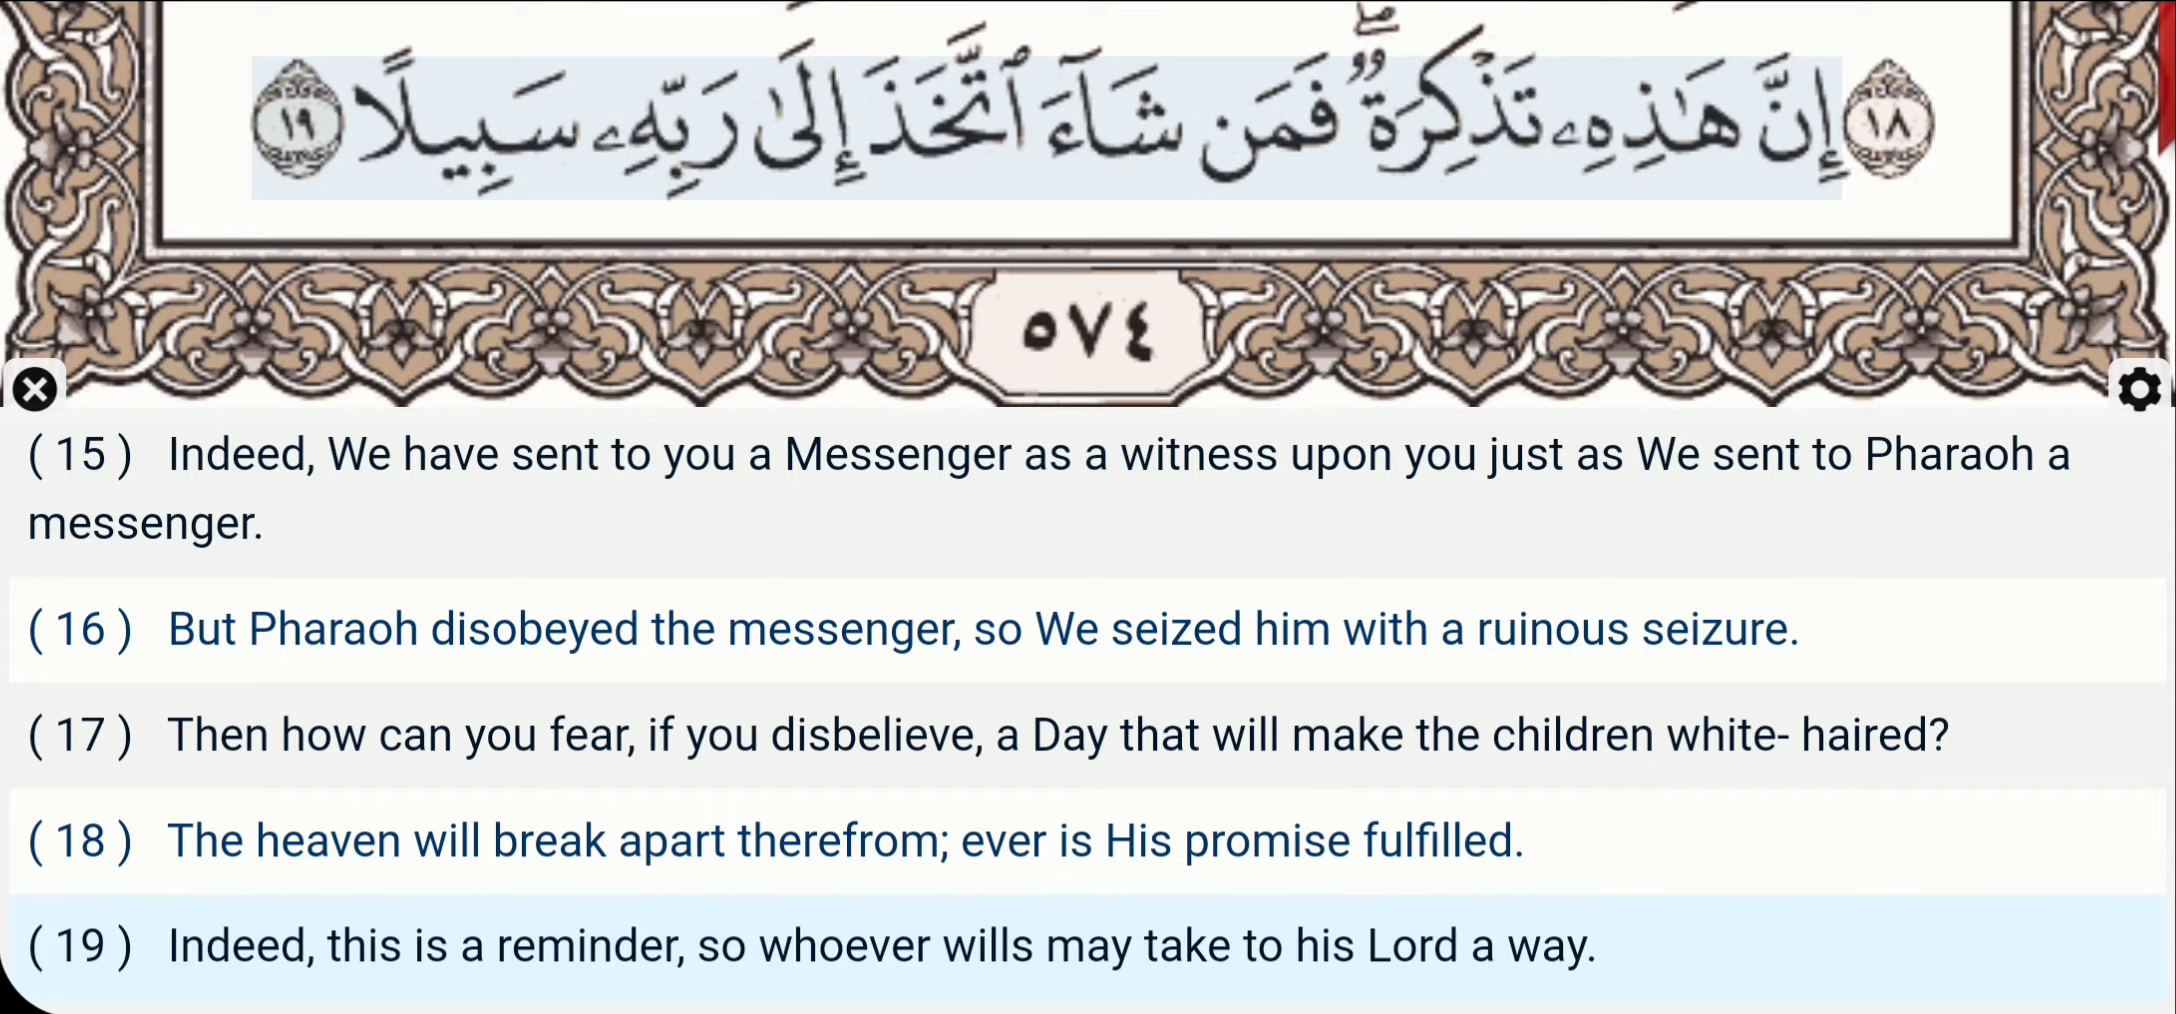 ١٨ إِنَّ هَـٰذِهِۦ تَذْكِرَةٌۖ فَمَن شَآءَ ٱتَّخَذَ إِلَىٰ رَبِّهِۦ سَبِيلًا ١٩
٥٧٤
( 15 ) Indeed, We have sent to you a Messenger as a witness upon you just as We sent to Pharaoh a
messenger.
( 16 ) But Pharaoh disobeyed the messenger, so We seized him with a ruinous seizure.
( 17 ) Then how can you fear, if you disbelieve, a Day that will make the children white- haired?
( 18 ) The heaven will break apart therefrom; ever is His promise fulfilled.
( 19 ) Indeed, this is a reminder, so whoever wills may take to his Lord a way.